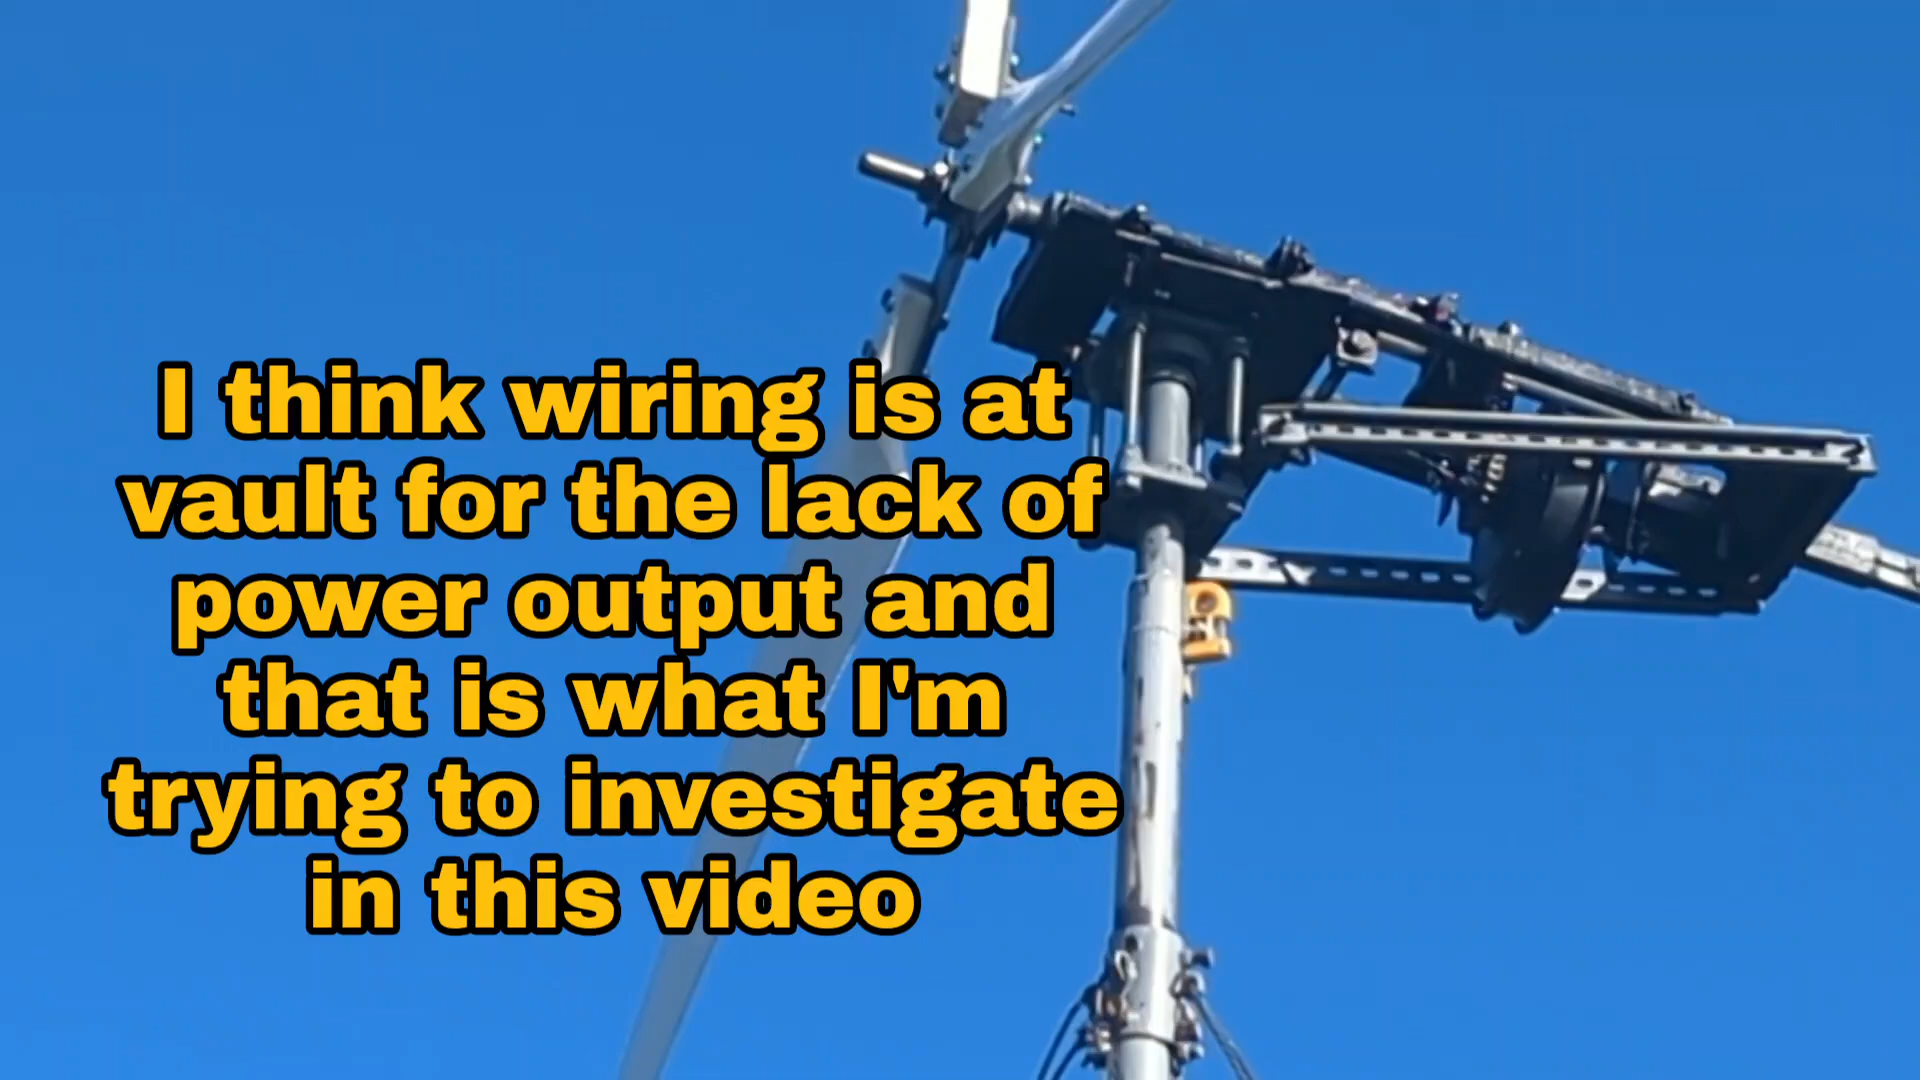 I think wiring is at
vault for the lack of
power output and
that is what I'm
trying to investigate
in this video